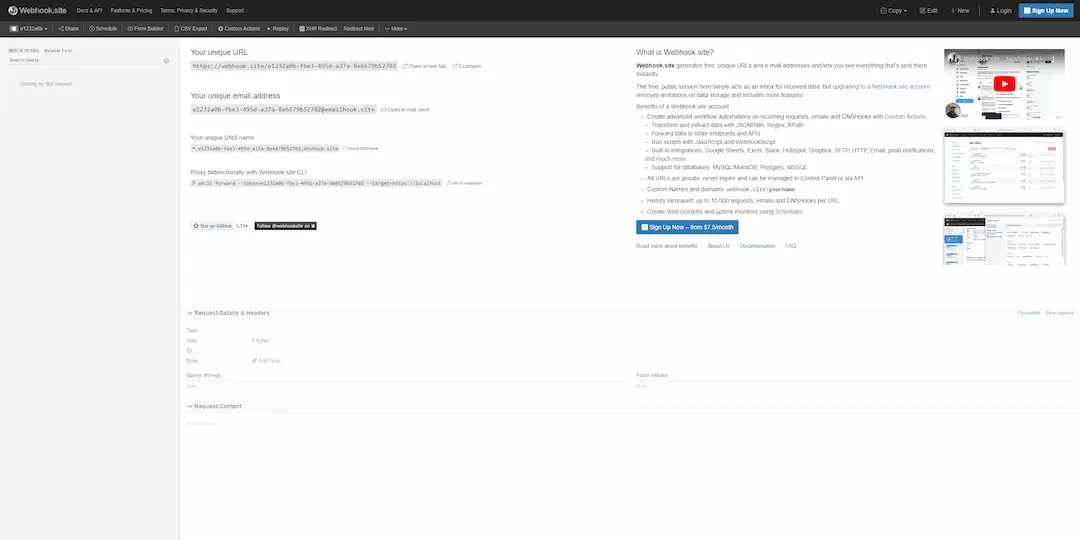 Webhook.site Docs & API Features & Pricing Terms, Privacy & Security Support Copy Edit New Login Sign Up Now
e1232a0b Share Schedule Form Builder CSV Export Custom Actions Replay XHR Redirect Redirect Now More
INBOX (0/100) Newest First
Search Query
Waiting for first request
Your unique URL
https://webhook.site/e1232a0b-fbe3-495d-a37a-8e6679b52702 Open in new tab Examples
Your unique email address
e1232a0b-fbe3-495d-a37a-8e6679b52702@emailhook.site Open in mail client
Your unique DNS name
*.e1232a0b-fbe3-495d-a37a-8e6679b52702.dnshook.site About DNSHook
Proxy bidirectionally with Webhook.site CLI
$ whcli forward --token=e1232a0b-fbe3-495d-a37a-8e6679b52702 --target=https://localhost
Star on GitHub 5,734 Follow @webhooksite on X
What is Webhook.site?
Webhook.site generates free, unique URLs and e-mail addresses and lets you see everything that's sent there
instantly.
The free, public version here simply acts as an inbox for received data, but upgrading to a Webhook.site account
removes limitations on data storage and includes more features.
Benefits of a Webhook.site account
– Create advanced workflow automations on incoming requests, emails and DNSHooks with Custom Actions
– Transform and extract data with JSONPath, Regex, XPath
– Forward data to other endpoints and APIs
– Run scripts with JavaScript and WebhookScript
– Built in integrations, Google Sheets, Excel, Slack, HubSpot, Dropbox, SFTP, HTTP, Email, push notifications,
and much more
– Support for databases: MySQL/MariaDB, Postgres, MSSQL
– All URLs are private, never expire and can be managed in Control Panel or via API
– Custom Names and domains: webhook.site/yourname
– History increased, up to 10.000 requests, emails and DNSHooks per URL
– Create Web cronjobs and uptime monitors using Schedules
Sign Up Now – from $7.5/month
Read more about benefits About Us Documentation FAQ
Request Details & Headers Permalink
Date
Size 0 bytes
ID
Note Add Note
Query strings
None
Form values
None
Request Content